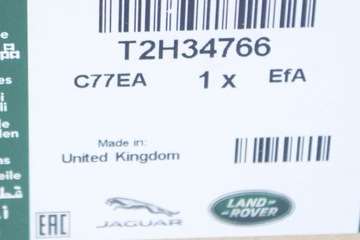 T2H34766
C77EA 1 x EfA
Made in:
United Kingdom
EAC JAGUAR LAND-
ROVER